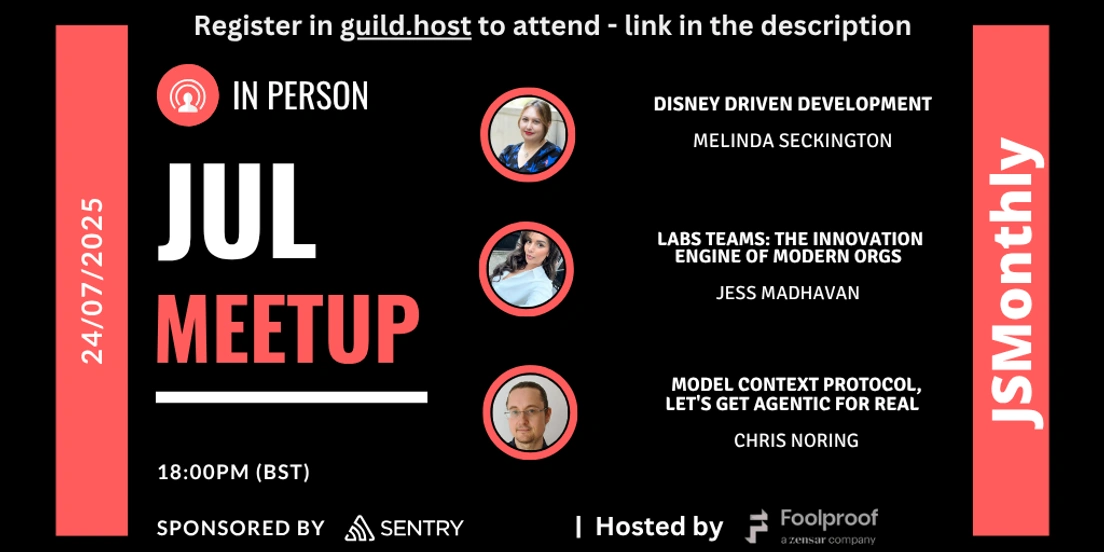 Register in guild.host to attend - link in the description
24/07/2025
IN PERSON
JUL
MEETUP
18:00PM (BST)
SPONSORED BY SENTRY
DISNEY DRIVEN DEVELOPMENT
MELINDA SECKINGTON
LABS TEAMS: THE INNOVATION
ENGINE OF MODERN ORGS
JESS MADHAVAN
MODEL CONTEXT PROTOCOL,
LET'S GET AGENTIC FOR REAL
CHRIS NORING
| Hosted by Foolproof
a zensar company
JSMonthly